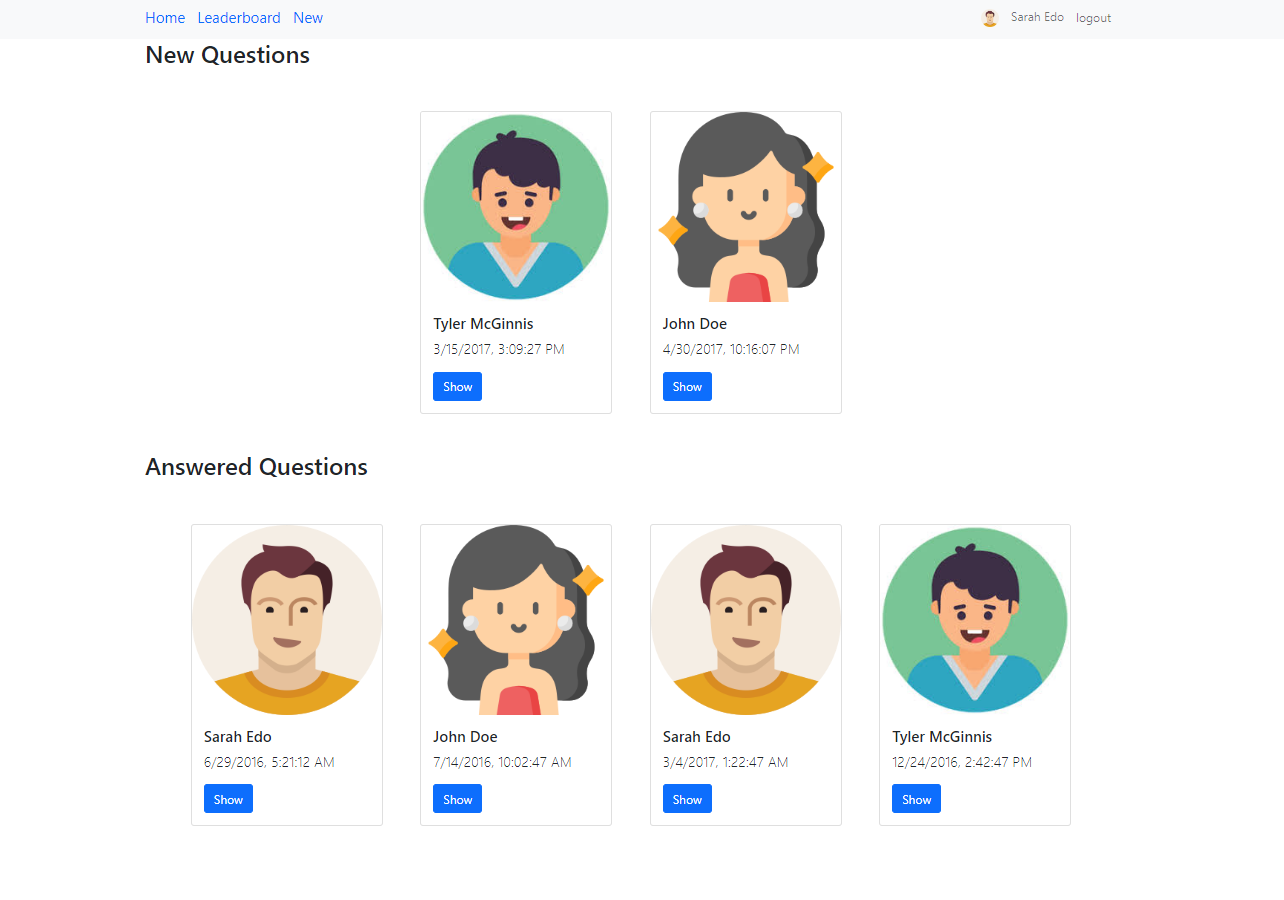 Home Leaderboard New Sarah Edo logout
New Questions
Tyler McGinnis
3/15/2017, 3:09:27 PM
Show
John Doe
4/30/2017, 10:16:07 PM
Show
Answered Questions
Sarah Edo
6/29/2016, 5:21:12 AM
Show
John Doe
7/14/2016, 10:02:47 AM
Show
Sarah Edo
3/4/2017, 1:22:47 AM
Show
Tyler McGinnis
12/24/2016, 2:42:47 PM
Show